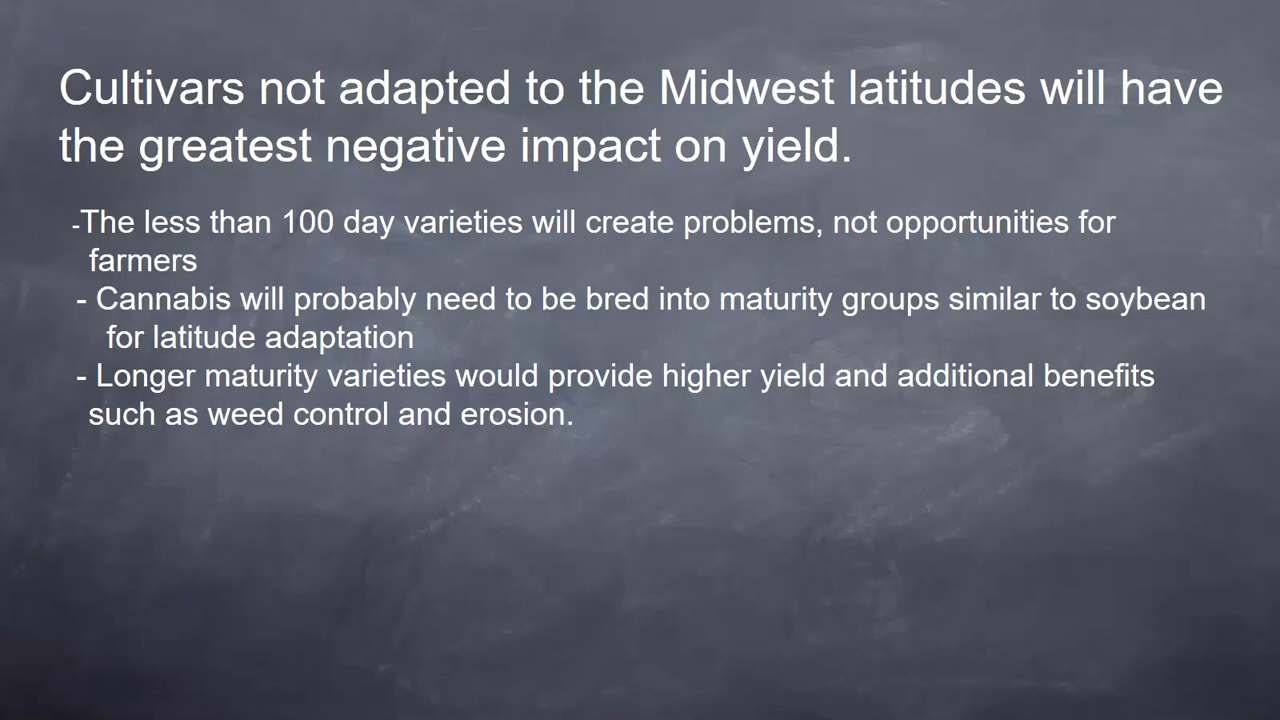 Cultivars not adapted to the Midwest latitudes will have
the greatest negative impact on yield.
-The less than 100 day varieties will create problems, not opportunities for
farmers
- Cannabis will probably need to be bred into maturity groups similar to soybean
for latitude adaptation
- Longer maturity varieties would provide higher yield and additional benefits
such as weed control and erosion.